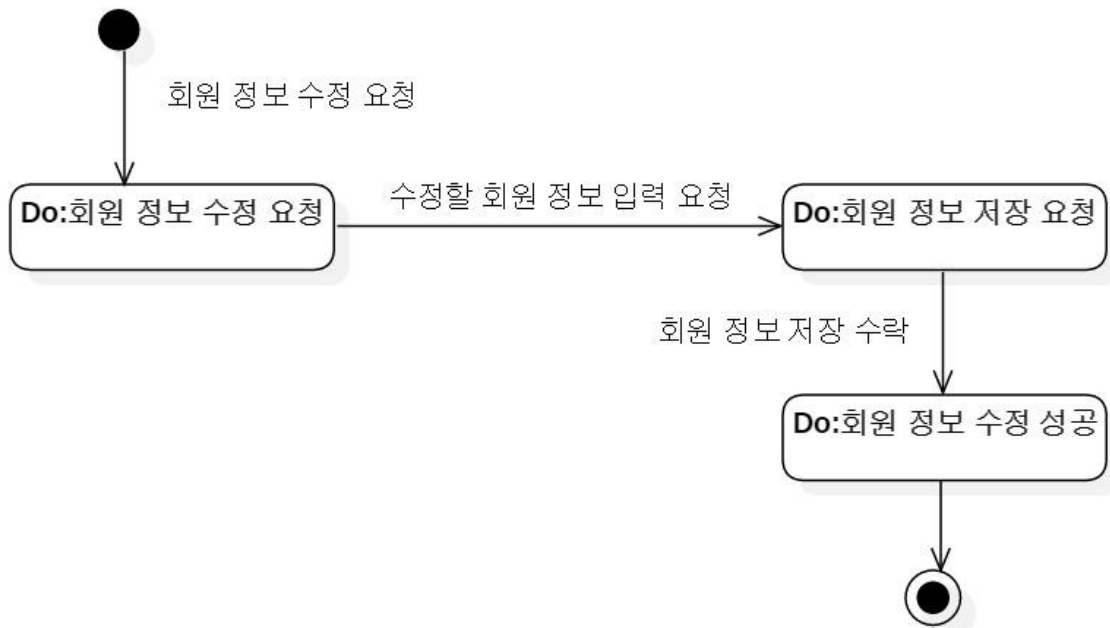 회원 정보 수정 요청
Do:회원 정보 수정 요청
수정할 회원 정보 입력 요청
Do:회원 정보 저장 요청
회원 정보 저장 수락
Do:회원 정보 수정 성공